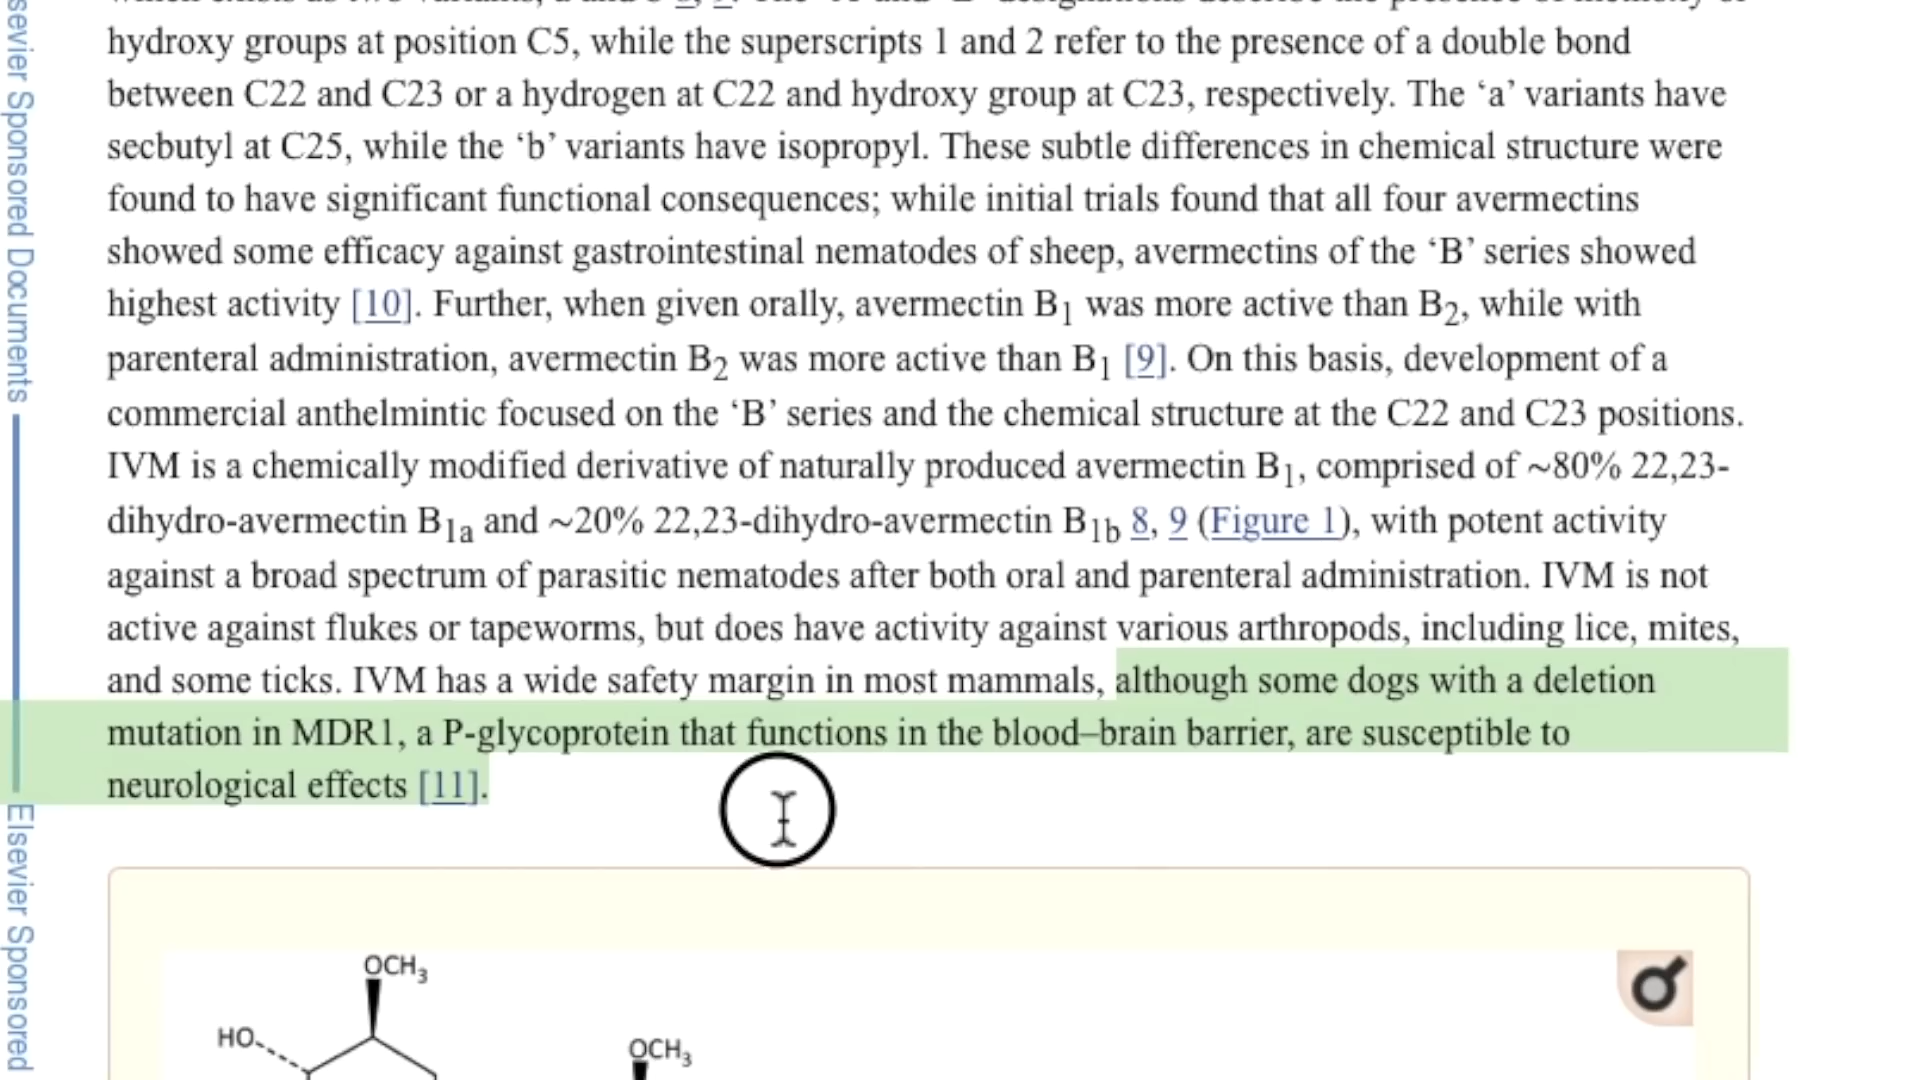 hydroxy groups at position C5, while the superscripts 1 and 2 refer to the presence of a double bond
between C22 and C23 or a hydrogen at C22 and hydroxy group at C23, respectively. The ‘a’ variants have
secbutyl at C25, while the ‘b’ variants have isopropyl. These subtle differences in chemical structure were
found to have significant functional consequences; while initial trials found that all four avermectins
showed some efficacy against gastrointestinal nematodes of sheep, avermectins of the ‘B’ series showed
highest activity [10]. Further, when given orally, avermectin B1 was more active than B2, while with
parenteral administration, avermectin B2 was more active than B1 [9]. On this basis, development of a
commercial anthelmintic focused on the ‘B’ series and the chemical structure at the C22 and C23 positions.
IVM is a chemically modified derivative of naturally produced avermectin B1, comprised of ~80% 22,23-
dihydro-avermectin B1a and ~20% 22,23-dihydro-avermectin B1b 8, 9 (Figure 1), with potent activity
against a broad spectrum of parasitic nematodes after both oral and parenteral administration. IVM is not
active against flukes or tapeworms, but does have activity against various arthropods, including lice, mites,
and some ticks. IVM has a wide safety margin in most mammals, although some dogs with a deletion
mutation in MDR1, a P-glycoprotein that functions in the blood–brain barrier, are susceptible to
neurological effects [11].
OCH3
HO
OCH3
sevier Sponsored Documents
Elsevier Sponsored